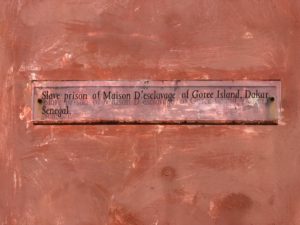 Slave prison of Maison D'esclavage of Goree Island, Dakar,
Senegal.